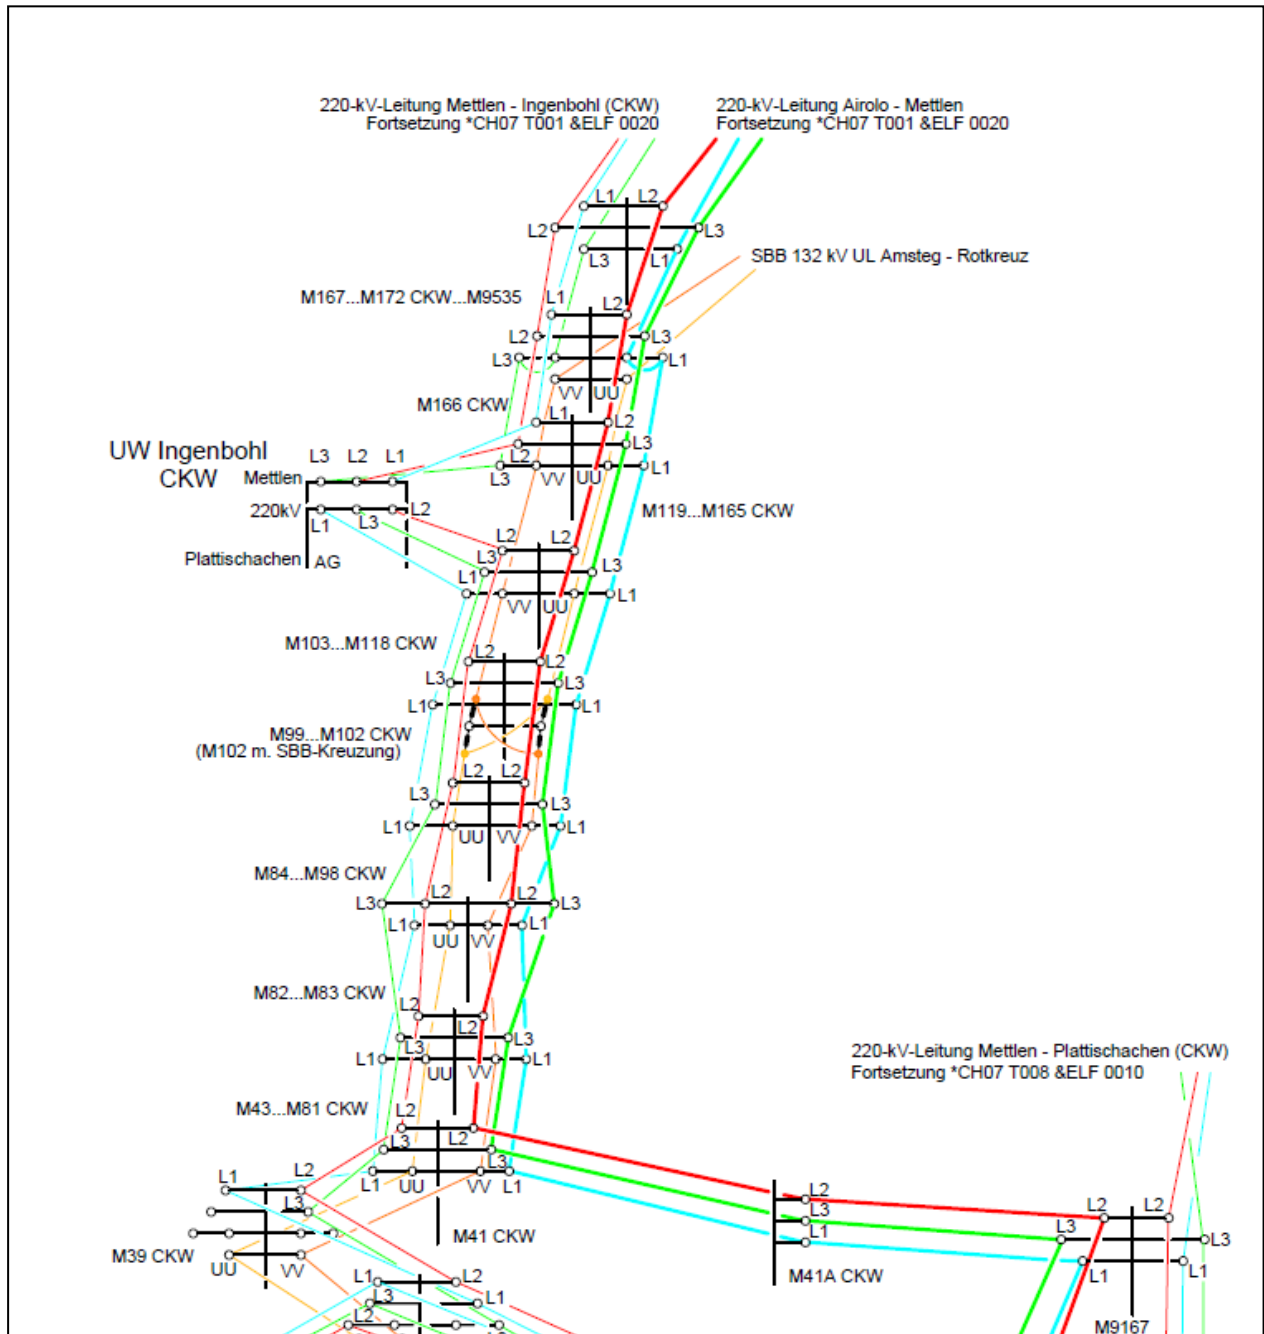 220-kV-Leitung Mettlen - Ingenbohl (CKW)
Fortsetzung *CH07 T001 &ELF 0020
220-kV-Leitung Airolo - Mettlen
Fortsetzung *CH07 T001 &ELF 0020
L1 L2
L2 L3
L3 L1
SBB 132 kV UL Amsteg - Rotkreuz
M167...M172 CKW...M9535
L1 L2
L2 L3
L3 L1
VV UU
M166 CKW
L1 L2
L2 L3
L3 VV UU L1
UW Ingenbohl
CKW
L3 L2 L1
Mettlen
220kV
L1 L3 L2
Plattischachen AG
M119...M165 CKW
L2 L2
L3 L3
L1 VV UU L1
M103...M118 CKW
L2 L2
L3 L3
L1 L1
M99...M102 CKW
(M102 m. SBB-Kreuzung)
L2 L2
L3 L3
L1 UU VV L1
M84...M98 CKW
L3 L2 L2 L3
L1 UU VV L1
M82...M83 CKW
L2 L2
L3 L3
L1 UU VV L1
220-kV-Leitung Mettlen - Plattischachen (CKW)
Fortsetzung *CH07 T008 &ELF 0010
M43...M81 CKW
L2 L2
L3 L3
L1 UU VV L1
M41 CKW
L1 L2
L3
M39 CKW
UU VV
L2
L3
L1
M41A CKW
L2 L2
L3 L3
L1 L1
M9167
L1 L2
L3 L1
L2